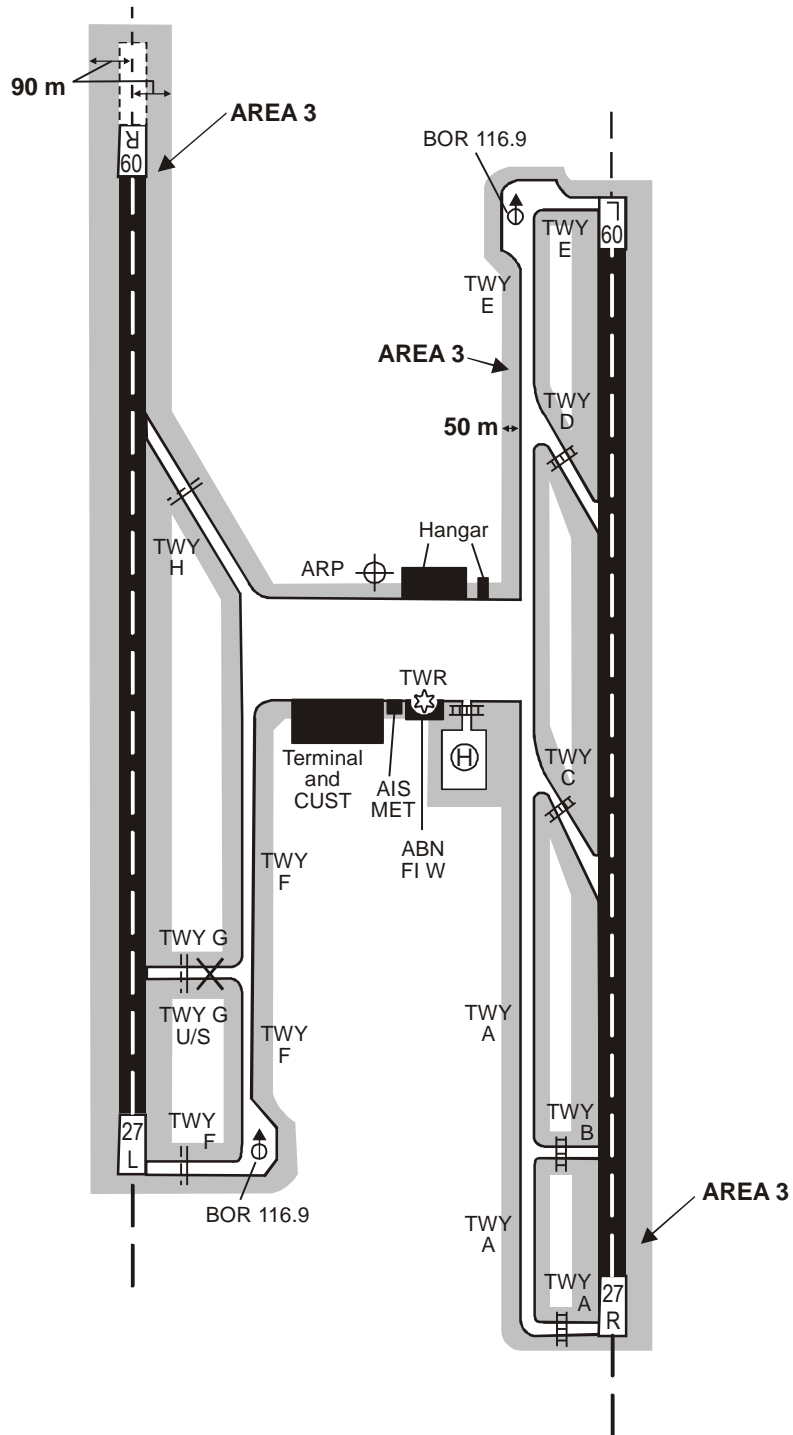 90 m
AREA 3
R
09
BOR 116.9
L
09
TWY
E
TWY
E
AREA 3
TWY
D
50 m
Hangar
ARP
TWY
H
TWR
Terminal
and
CUST
AIS
MET
H
TWY
C
ABN
FI W
TWY
F
TWY G
TWY G
U/S
TWY
F
TWY
A
27
L
TWY
F
TWY
B
BOR 116.9
TWY
A
AREA 3
TWY
A
27
R